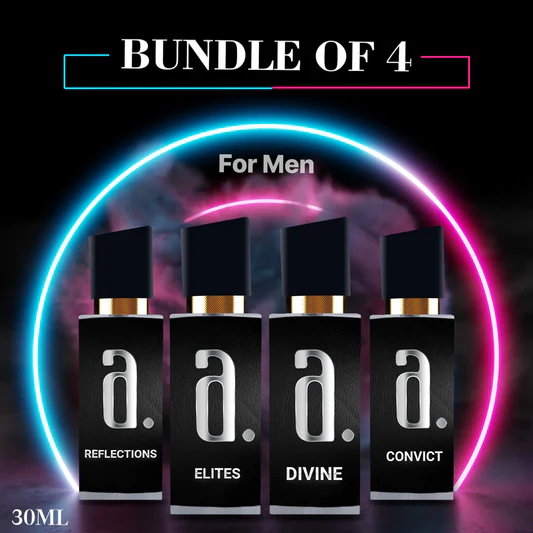 BUNDLE OF 4
For Men
a.
REFLECTIONS
a.
ELITES
a.
DIVINE
a.
CONVICT
30ML